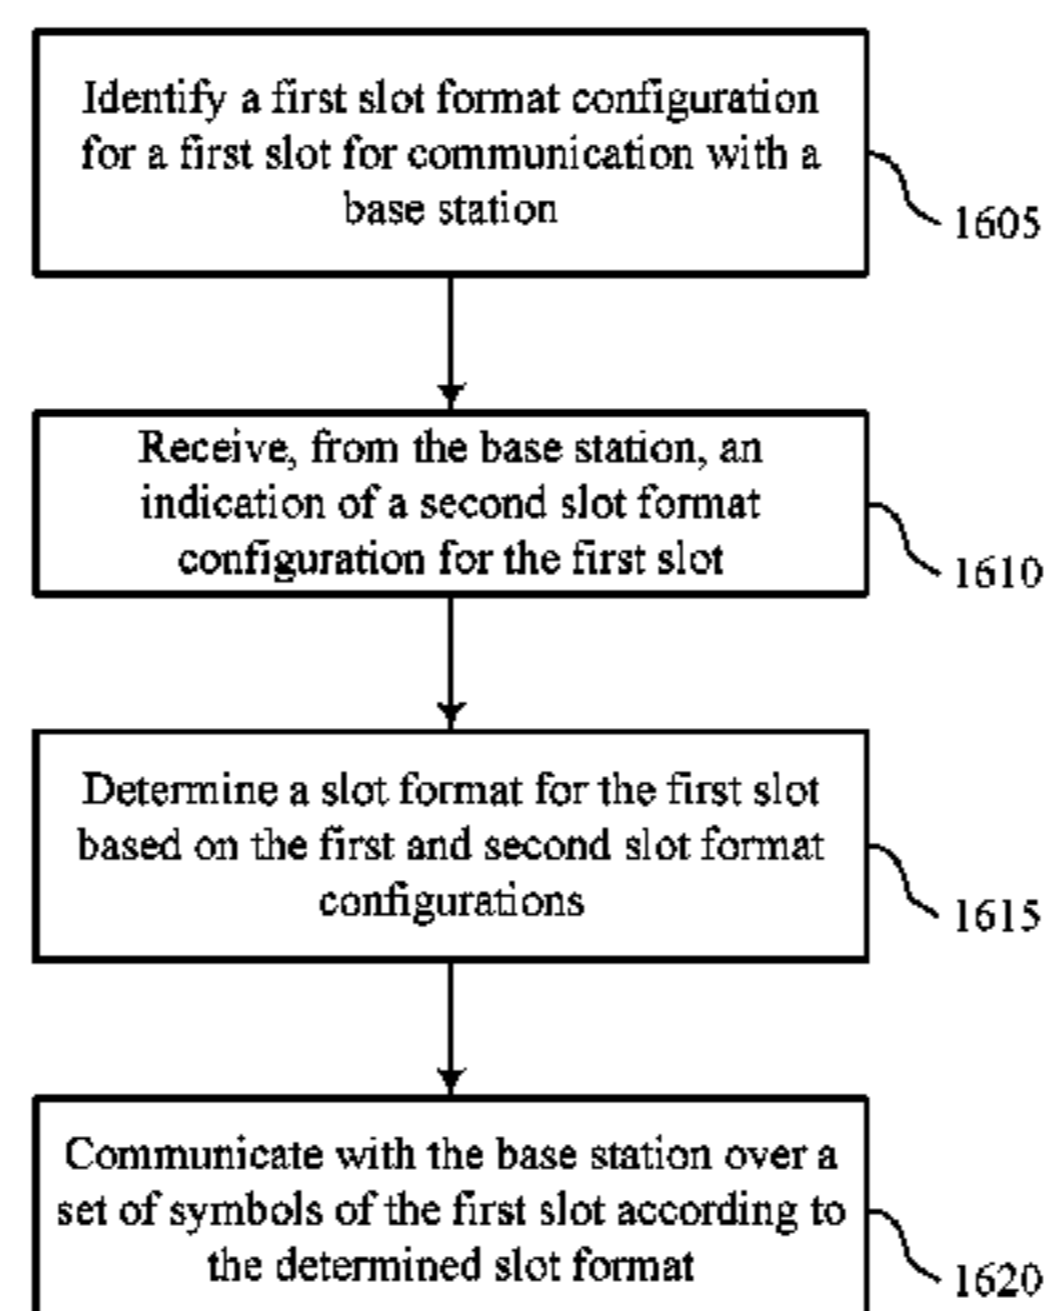 Identify a first slot format configuration
for a first slot for communication with a
base station
1605
Receive, from the base station, an
indication of a second slot format
configuration for the first slot
1610
Determine a slot format for the first slot
based on the first and second slot format
configurations
1615
Communicate with the base station over a
set of symbols of the first slot according to
the determined slot format
1620